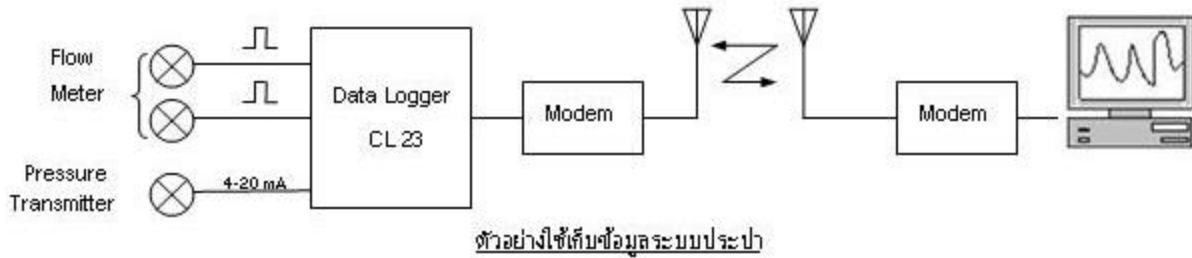 Flow
Meter
Data Logger
CL 23
Modem
Modem
Pressure
Transmitter
4-20 mA
ตัวอย่างใช้เก็บข้อมูลระบบประปา